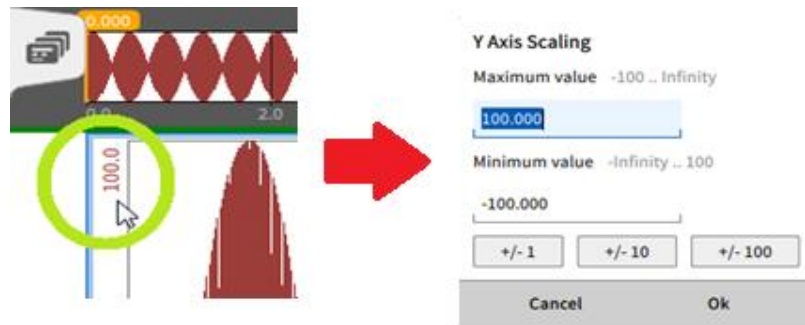 0.000
0.0 2.0
100.0
Y Axis Scaling
Maximum value -100 .. Infinity
100.000
Minimum value -Infinity .. 100
-100.000
+/- 1 +/- 10 +/- 100
Cancel Ok